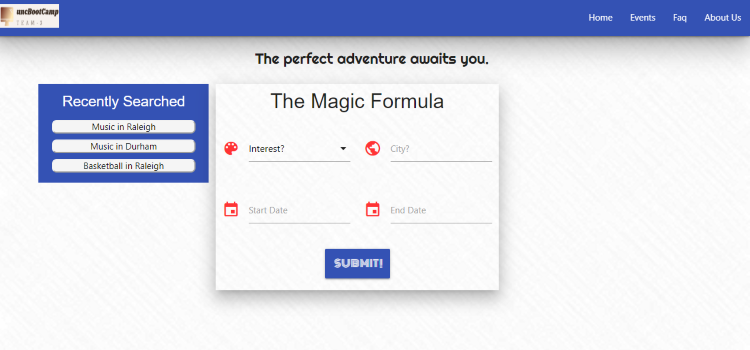 uncBootCamp
TEAM-3
Home Events Faq About Us
The perfect adventure awaits you.
Recently Searched
Music in Raleigh
Music in Durham
Basketball in Raleigh
The Magic Formula
Interest? City?
Start Date End Date
SUBMIT!